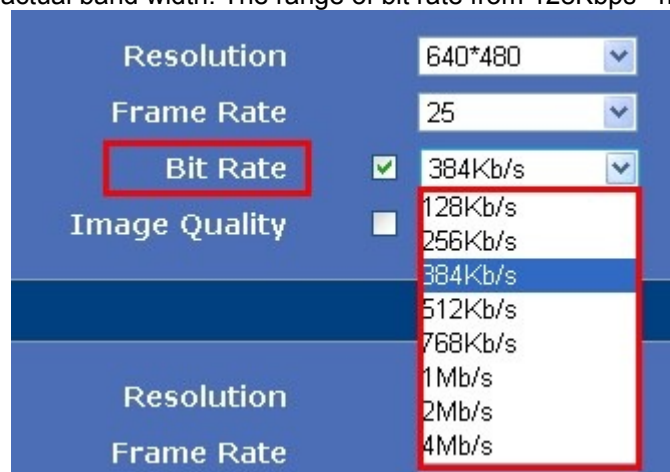 actual band width. The range of bit rate from 128Kbps
Resolution 640*480
Frame Rate 25
Bit Rate 384Kb/s
128Kb/s
Image Quality
256Kb/s
384Kb/s
512Kb/s
768Kb/s
1Mb/s
Resolution
2Mb/s
Frame Rate 4Mb/s